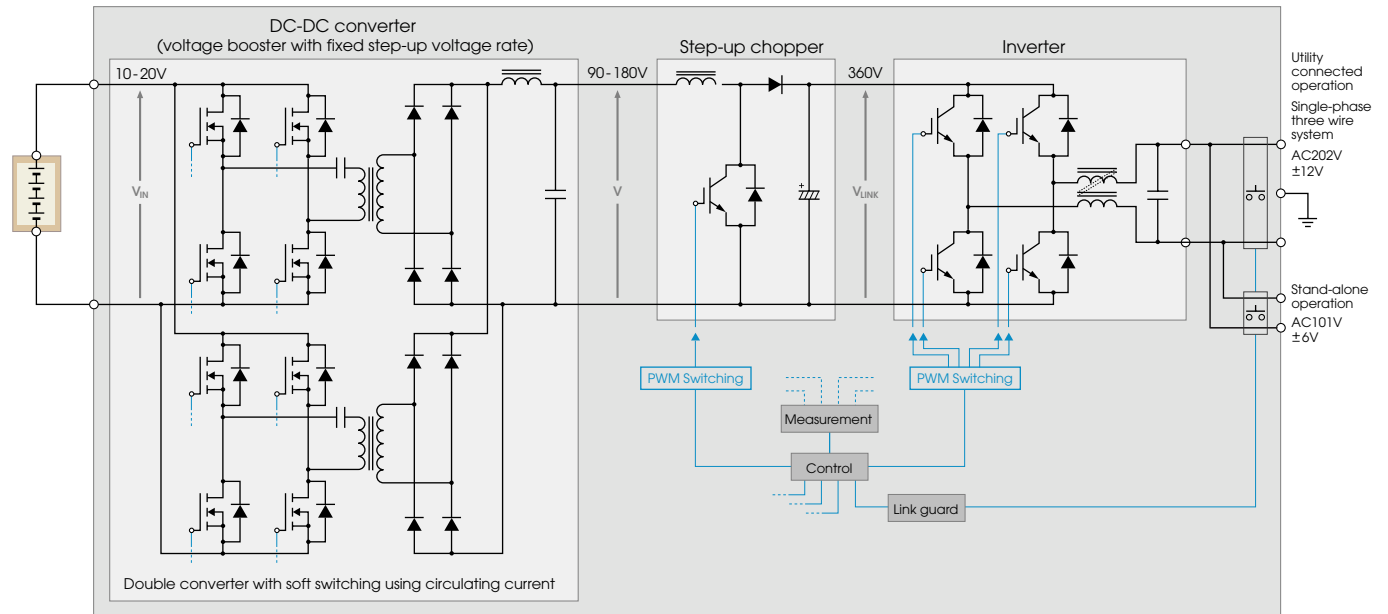 DC-DC converter
(voltage booster with fixed step-up voltage rate)
Step-up chopper
Inverter
10-20V
90-180V
360V
Utility
connected
operation
Single-phase
three wire
system
AC202V
±12V
VIN
V
VLINK
+
Stand-alone
operation
AC101V
±6V
PWM Switching
PWM Switching
Measurement
Control
Link guard
Double converter with soft switching using circulating current